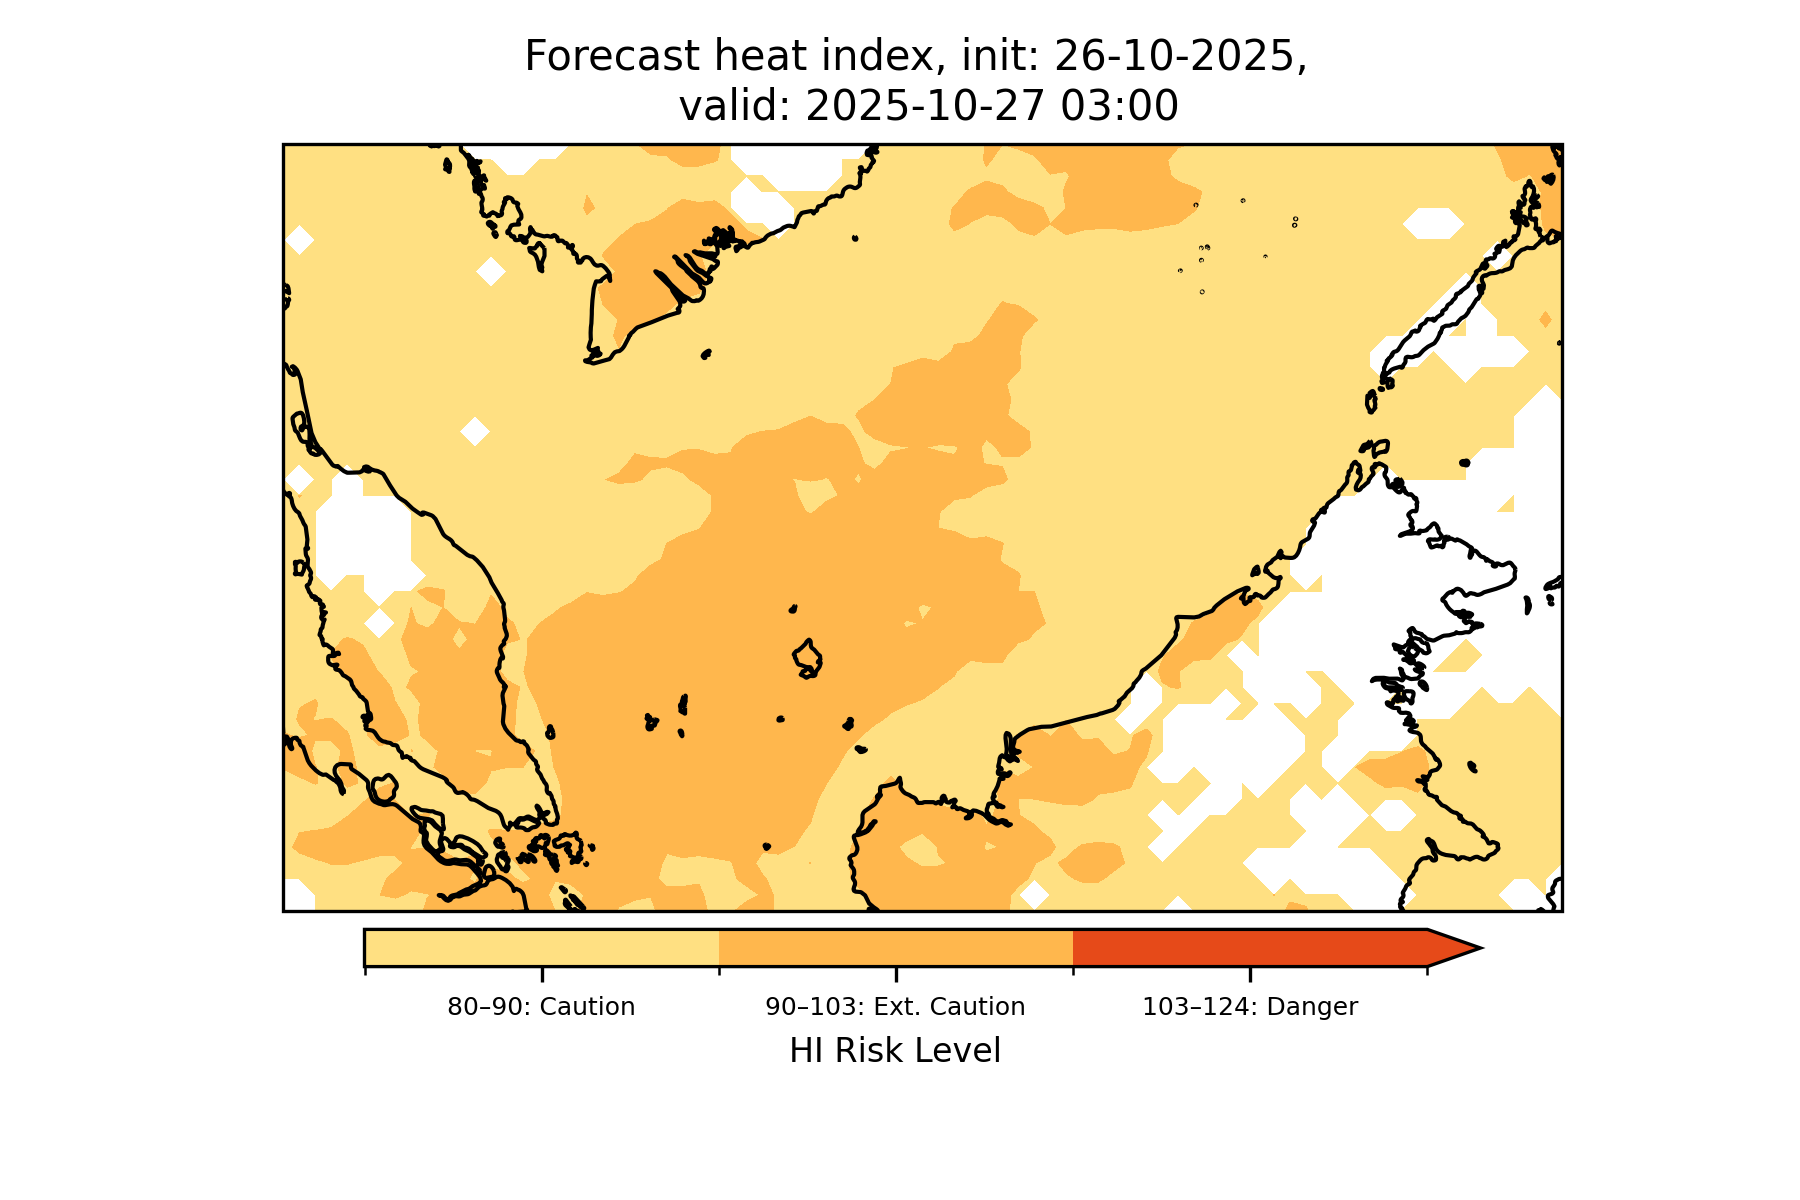 Forecast heat index, init: 26-10-2025,
valid: 2025-10-27 03:00
80–90: Caution
90–103: Ext. Caution
103–124: Danger
HI Risk Level